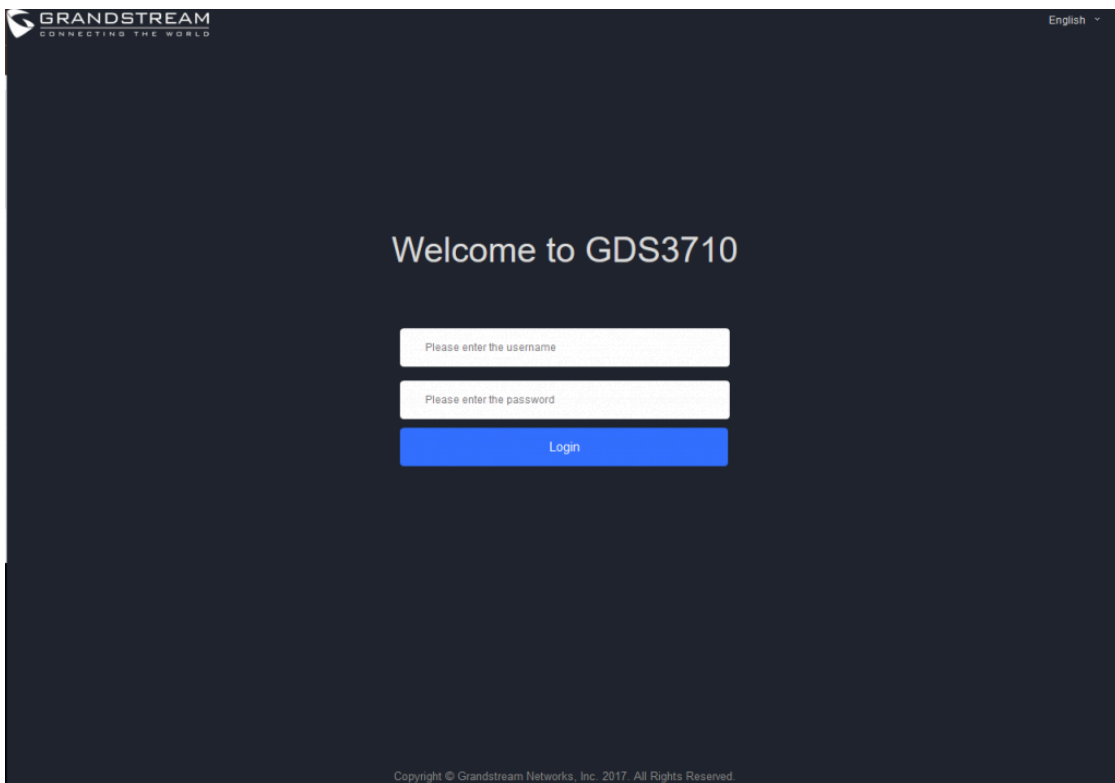 GRANDSTREAM
CONNECTING THE WORLD
English
Welcome to GDS3710
Please enter the username
Please enter the password
Login
Copyright © Grandstream Networks, Inc. 2017. All Rights Reserved.